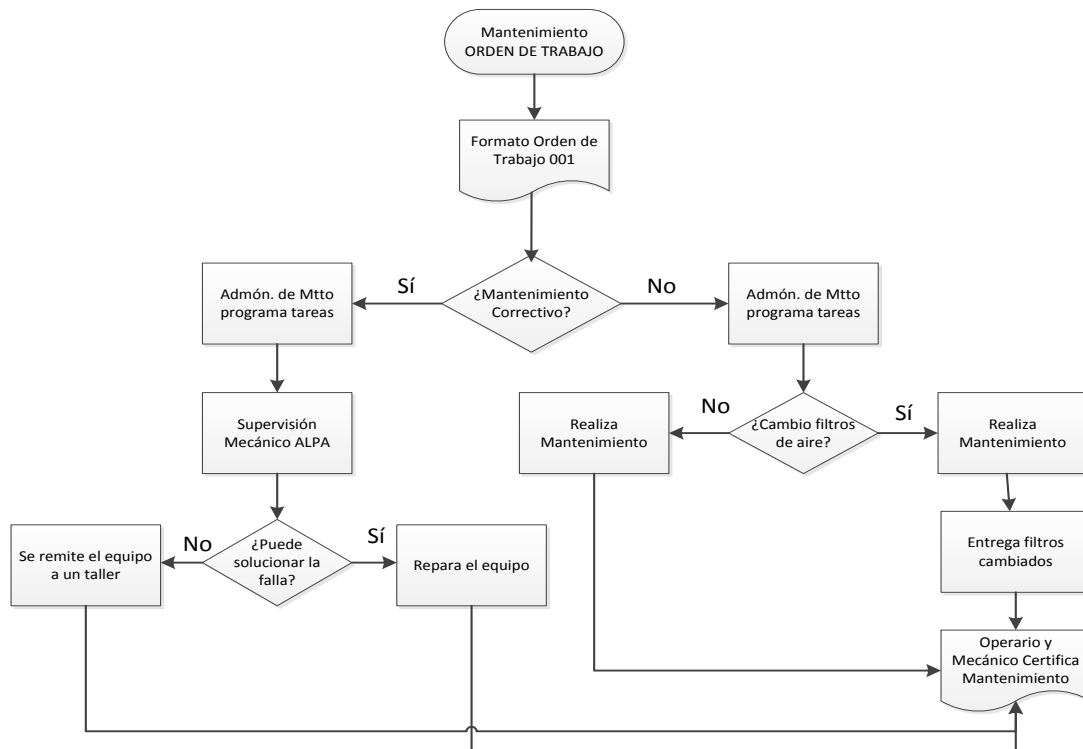 Mantenimiento
ORDEN DE TRABAJO
Formato Orden de
Trabajo 001
¿Mantenimiento
Correctivo?
Sí
No
Admón. de Mtto
programa tareas
Admón. de Mtto
programa tareas
Supervisión
Mecánico ALPA
Realiza
Mantenimiento
No
¿Cambio filtros
de aire?
Sí
Realiza
Mantenimiento
Se remite el equipo
a un taller
No
¿Puede
solucionar la
falla?
Sí
Repara el equipo
Entrega filtros
cambiados
Operario y
Mecánico Certifica
Mantenimiento